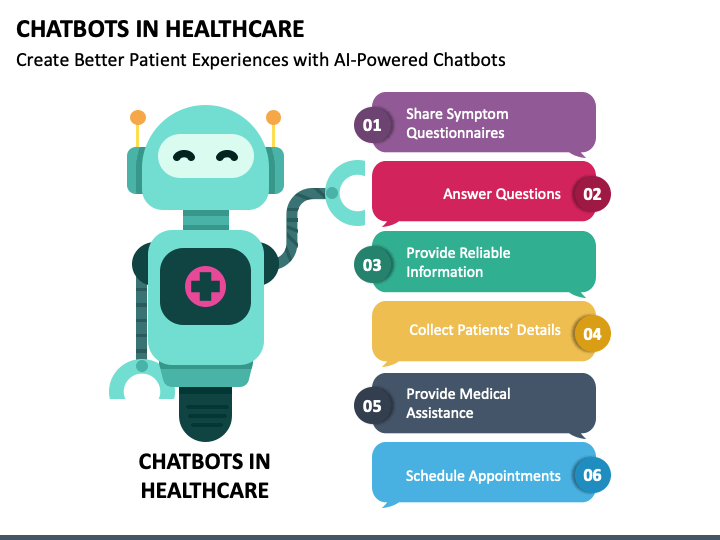 CHATBOTS IN HEALTHCARE
Create Better Patient Experiences with AI-Powered Chatbots
01
Share Symptom
Questionnaires
Answer Questions
02
03
Provide Reliable
Information
Collect Patients' Details
04
05
Provide Medical
Assistance
Schedule Appointments
06
CHATBOTS IN
HEALTHCARE